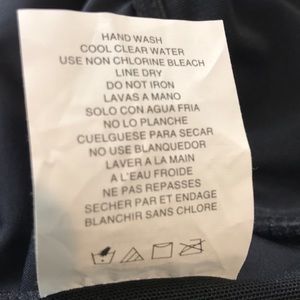 HAND WASH
COOL CLEAR WATER
USE NON CHLORINE BLEACH
LINE DRY
DO NOT IRON
LAVAS A MANO
SOLO CON AGUA FRIA
NO LO PLANCHE
CUELGUESE PARA SECAR
NO USE BLANQUEDOR
LAVER A LA MAIN
A L'EAU FROIDE
NE PAS REPASSES
SECHER PAR ET ENDAGE
BLANCHIR SANS CHLORE